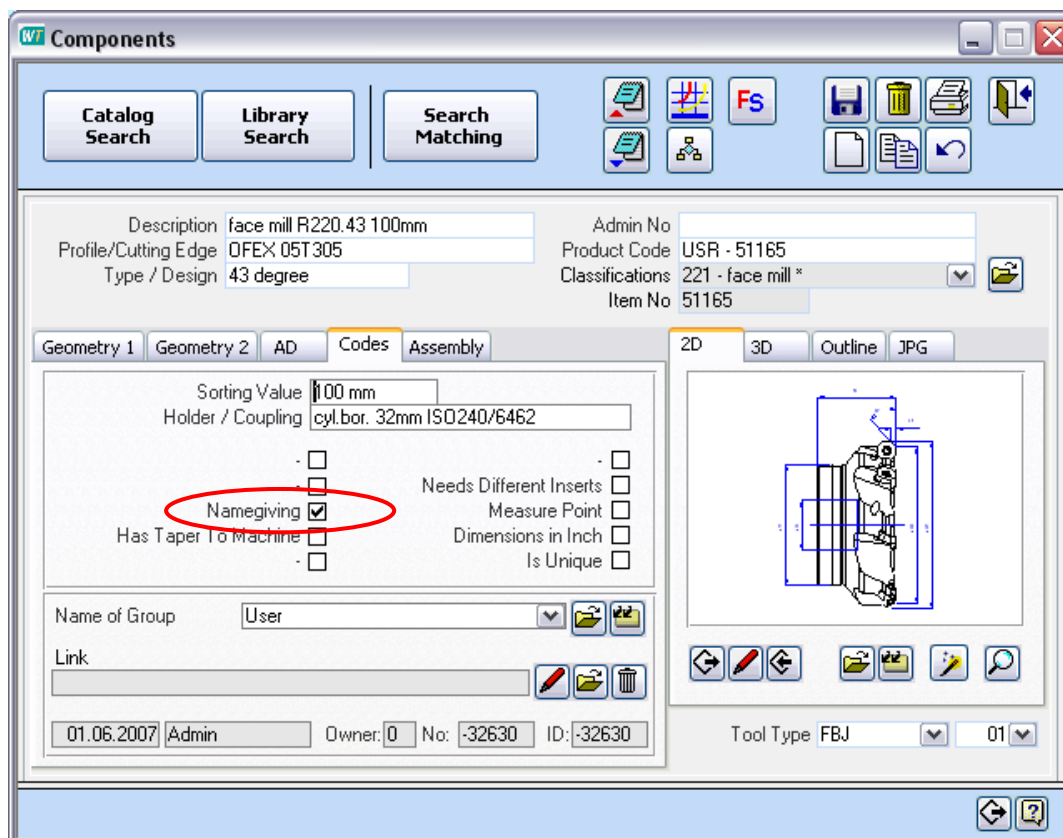 WT Components
Catalog Search
Library Search
Search Matching
Fs
Description face mill R220.43 100mm
Profile/Cutting Edge OFEX 05T305
Type / Design 43 degree
Admin No
Product Code USR - 51165
Classifications 221 - face mill *
Item No 51165
Geometry 1 Geometry 2 AD Codes Assembly
2D 3D Outline JPG
Sorting Value 100 mm
Holder / Coupling cyl.bor. 32mm ISO240/6462
- -
- Needs Different Inserts
Namegiving Measure Point
Has Taper To Machine Dimensions in Inch
- Is Unique
Name of Group User
Link
01.06.2007 Admin Owner: 0 No: -32630 ID: -32630
Tool Type FBJ 01